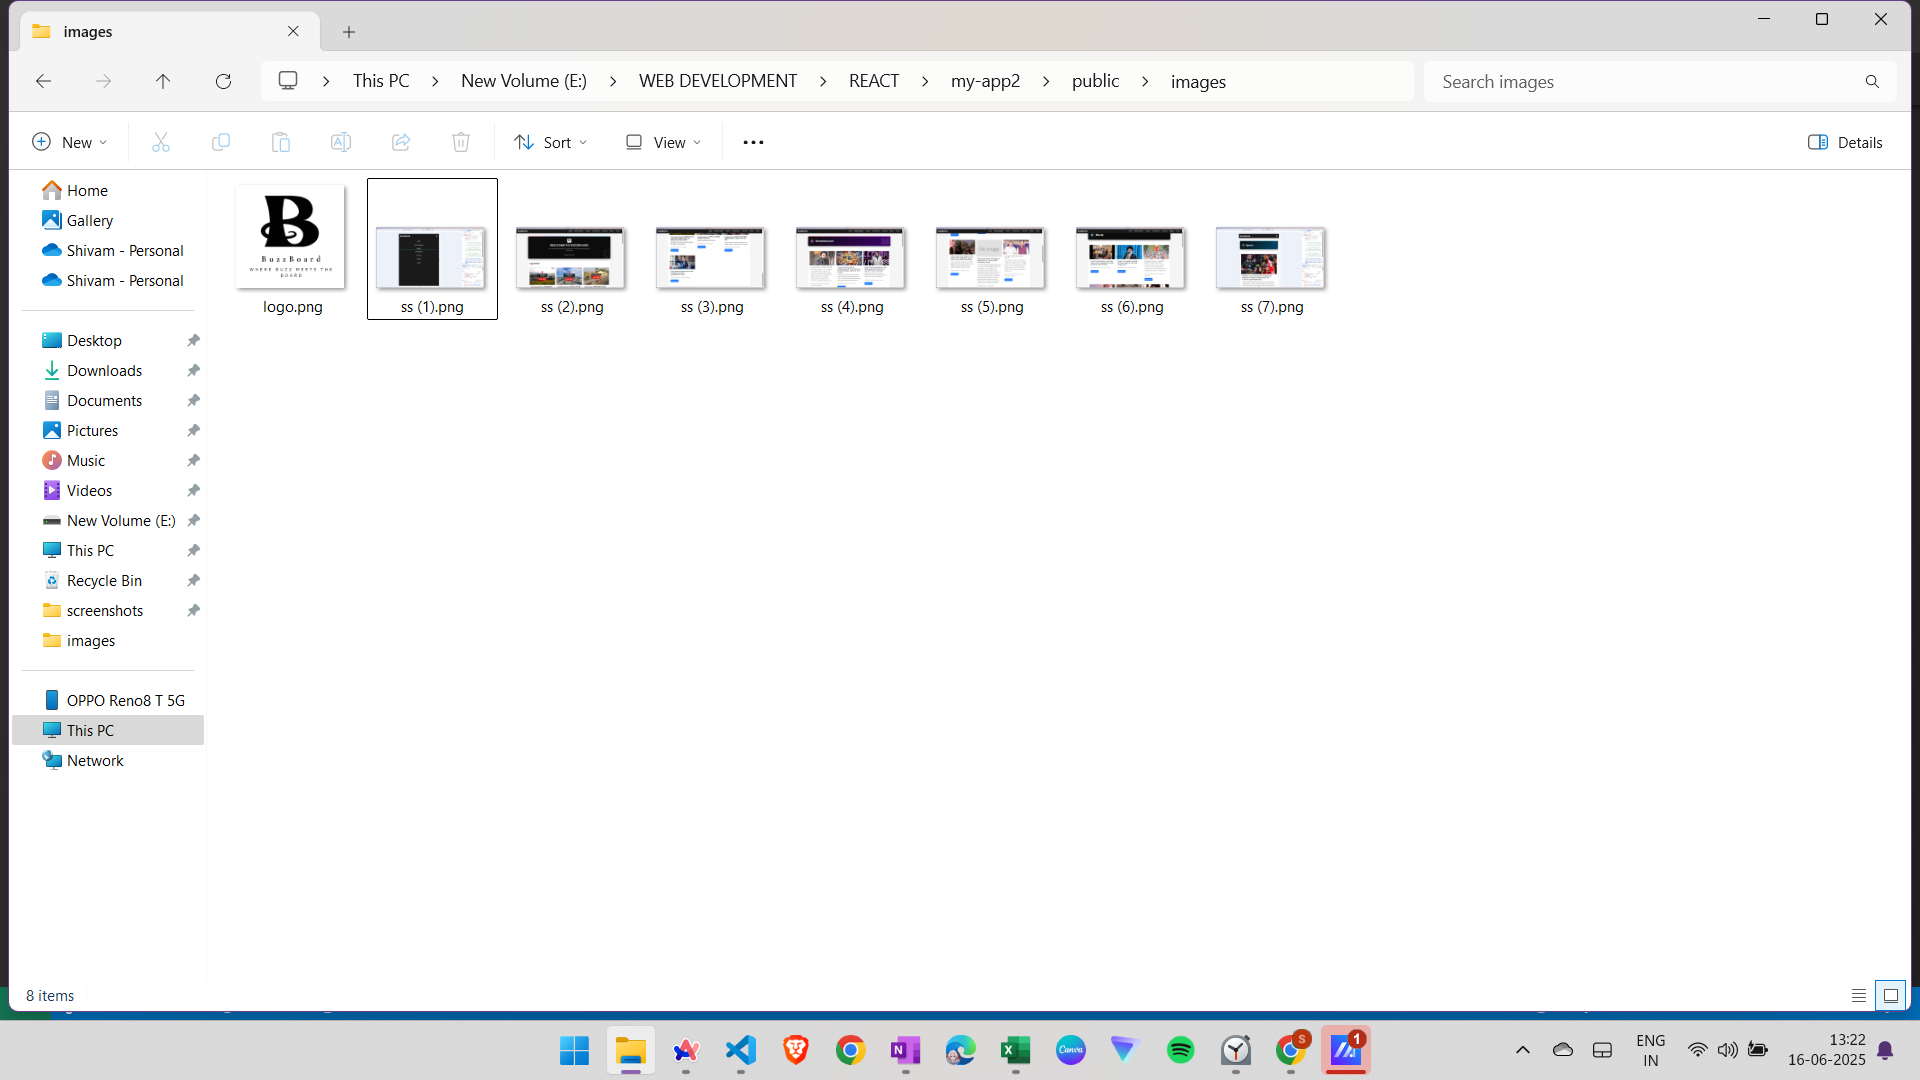 images
This PC
New Volume (E:)
WEB DEVELOPMENT
REACT
my-app2
public
images
Search images
New
Sort
View
Details
Home
Gallery
Shivam - Personal
Shivam - Personal
Desktop
Downloads
Documents
Pictures
Music
Videos
New Volume (E:)
This PC
Recycle Bin
screenshots
images
OPPO Reno8 T 5G
This PC
Network
BuzzBoard
WHERE BUZZ MEETS THE
BOARD
logo.png
ss (1).png
ss (2).png
ss (3).png
ss (4).png
ss (5).png
ss (6).png
ss (7).png
8 items
Canva
S
1
ENG
IN
13:22
16-06-2025